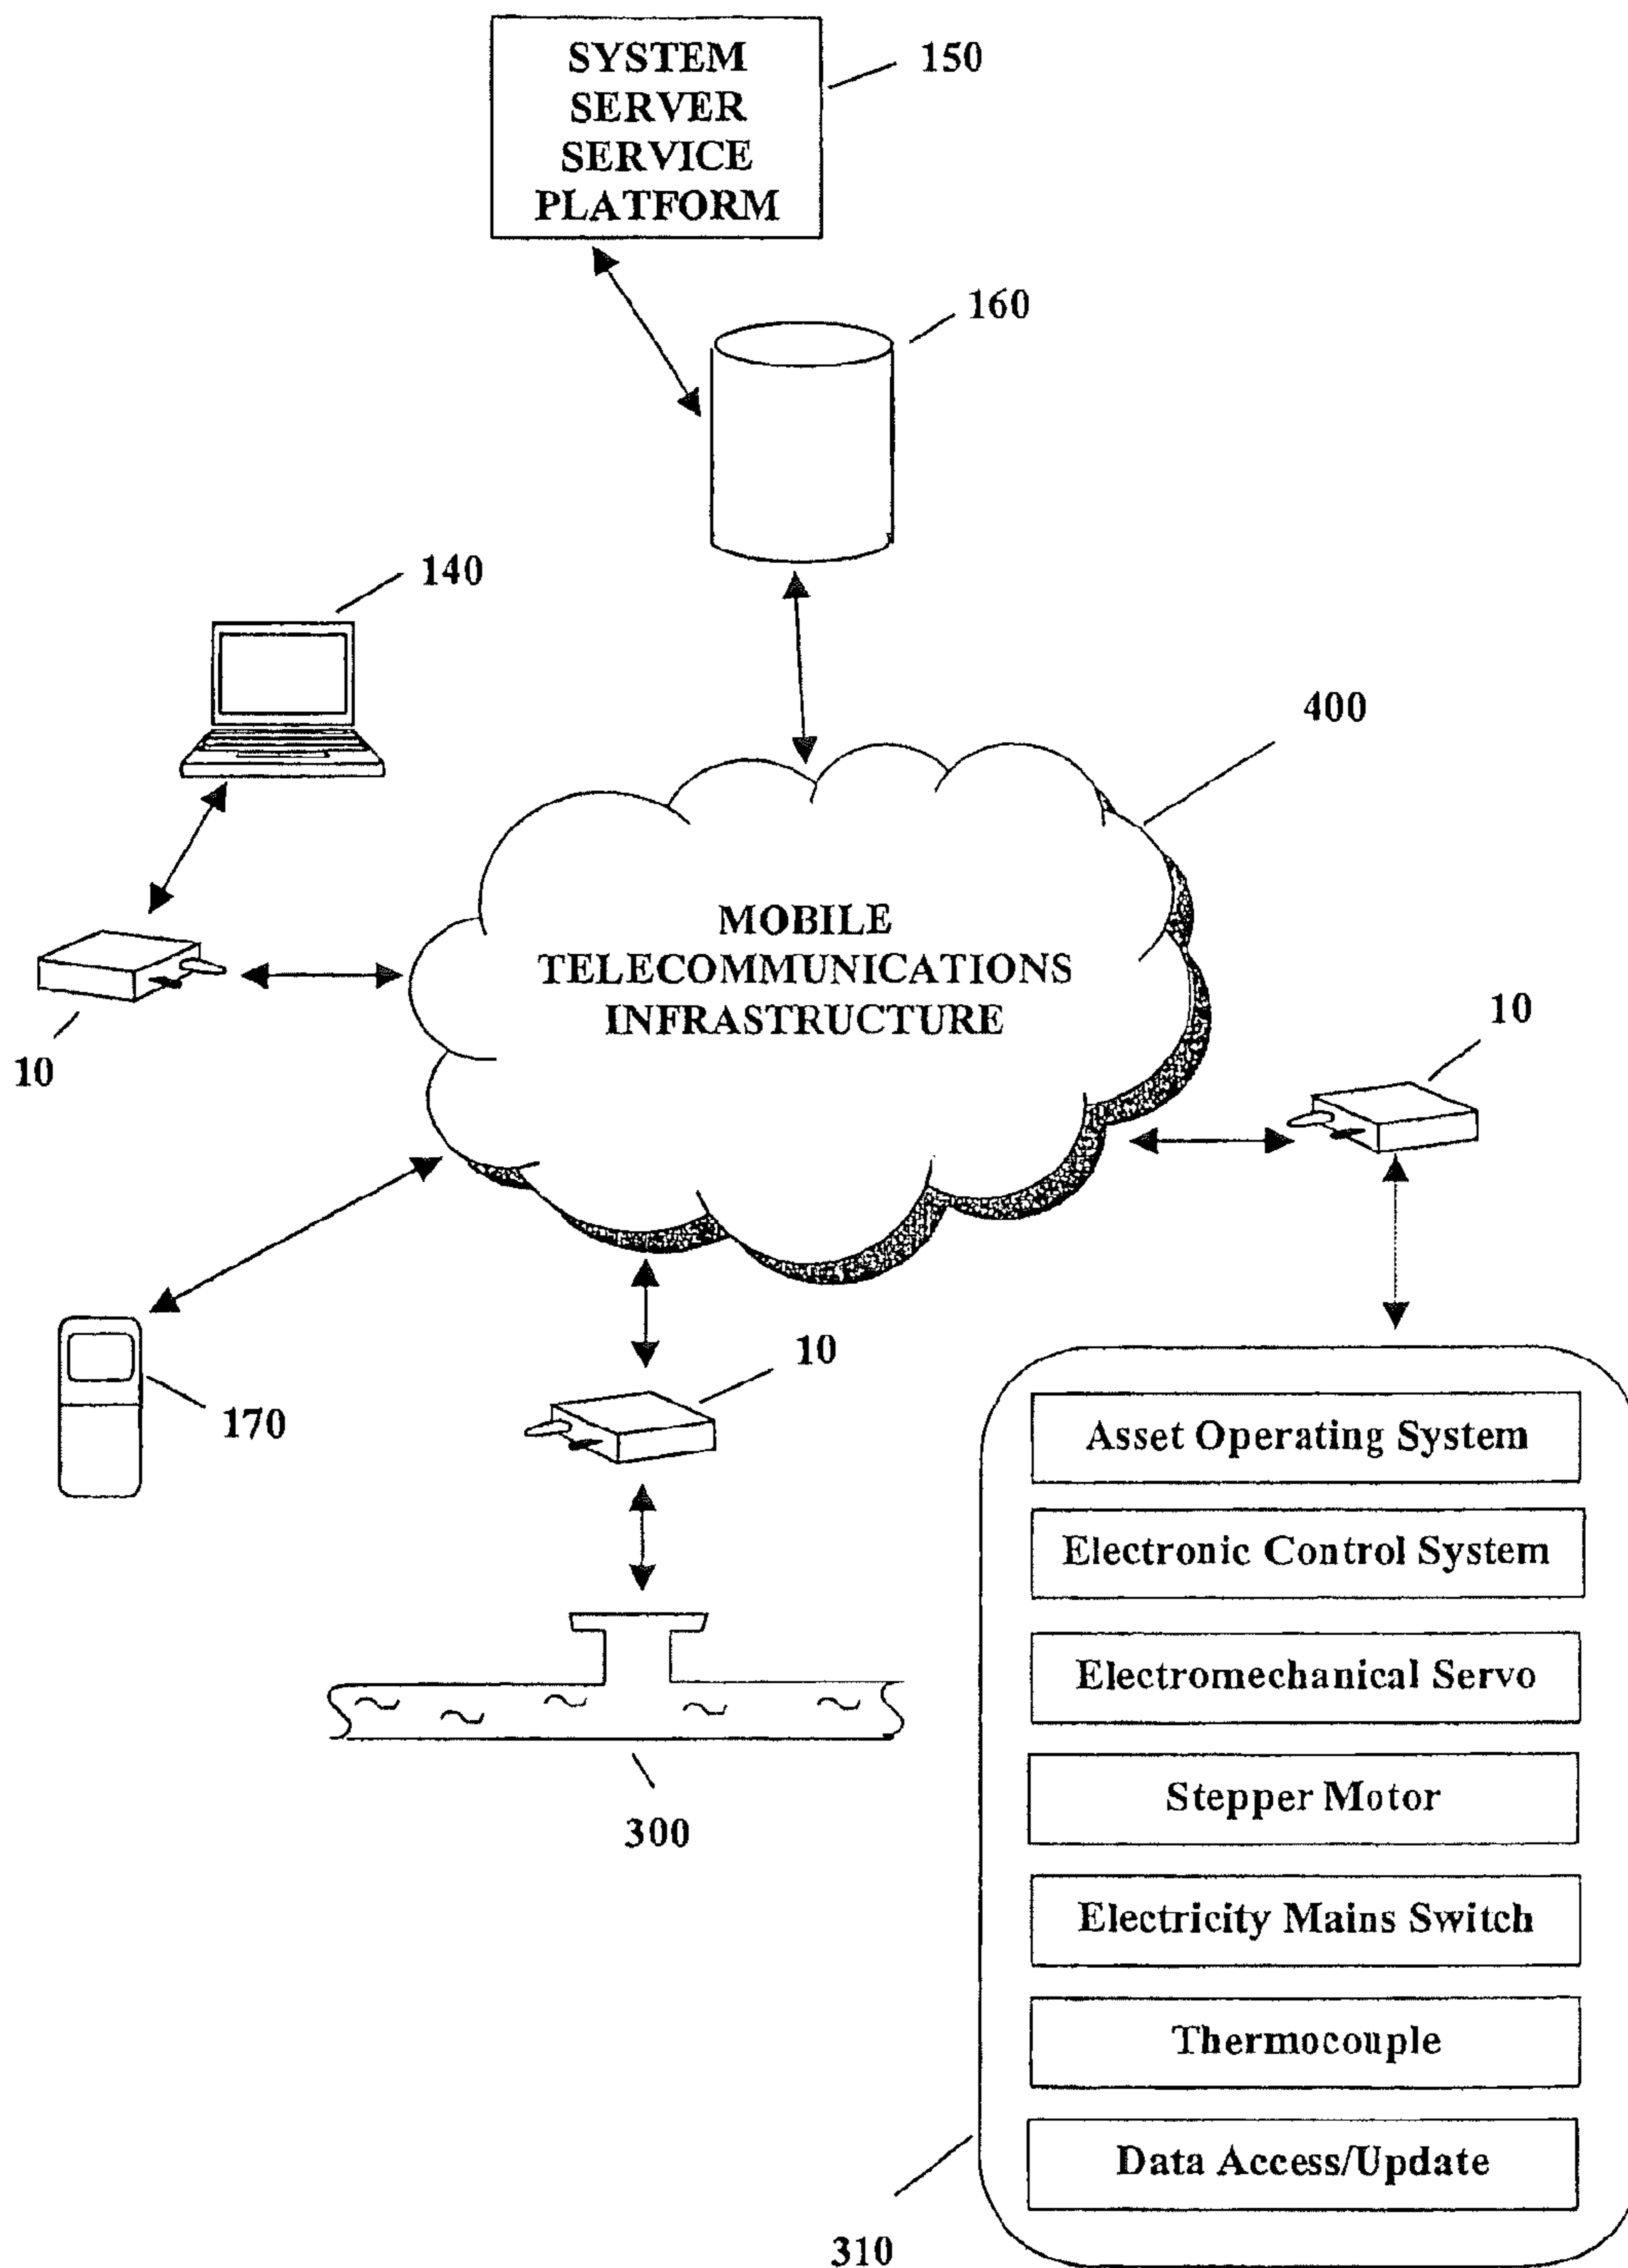 SYSTEM
SERVER
SERVICE
PLATFORM
150
160
140
400
MOBILE
TELECOMMUNICATIONS
INFRASTRUCTURE
10
10
10
170
300
Asset Operating System
Electronic Control System
Electromechanical Servo
Stepper Motor
Electricity Mains Switch
Thermocouple
Data Access/Update
310